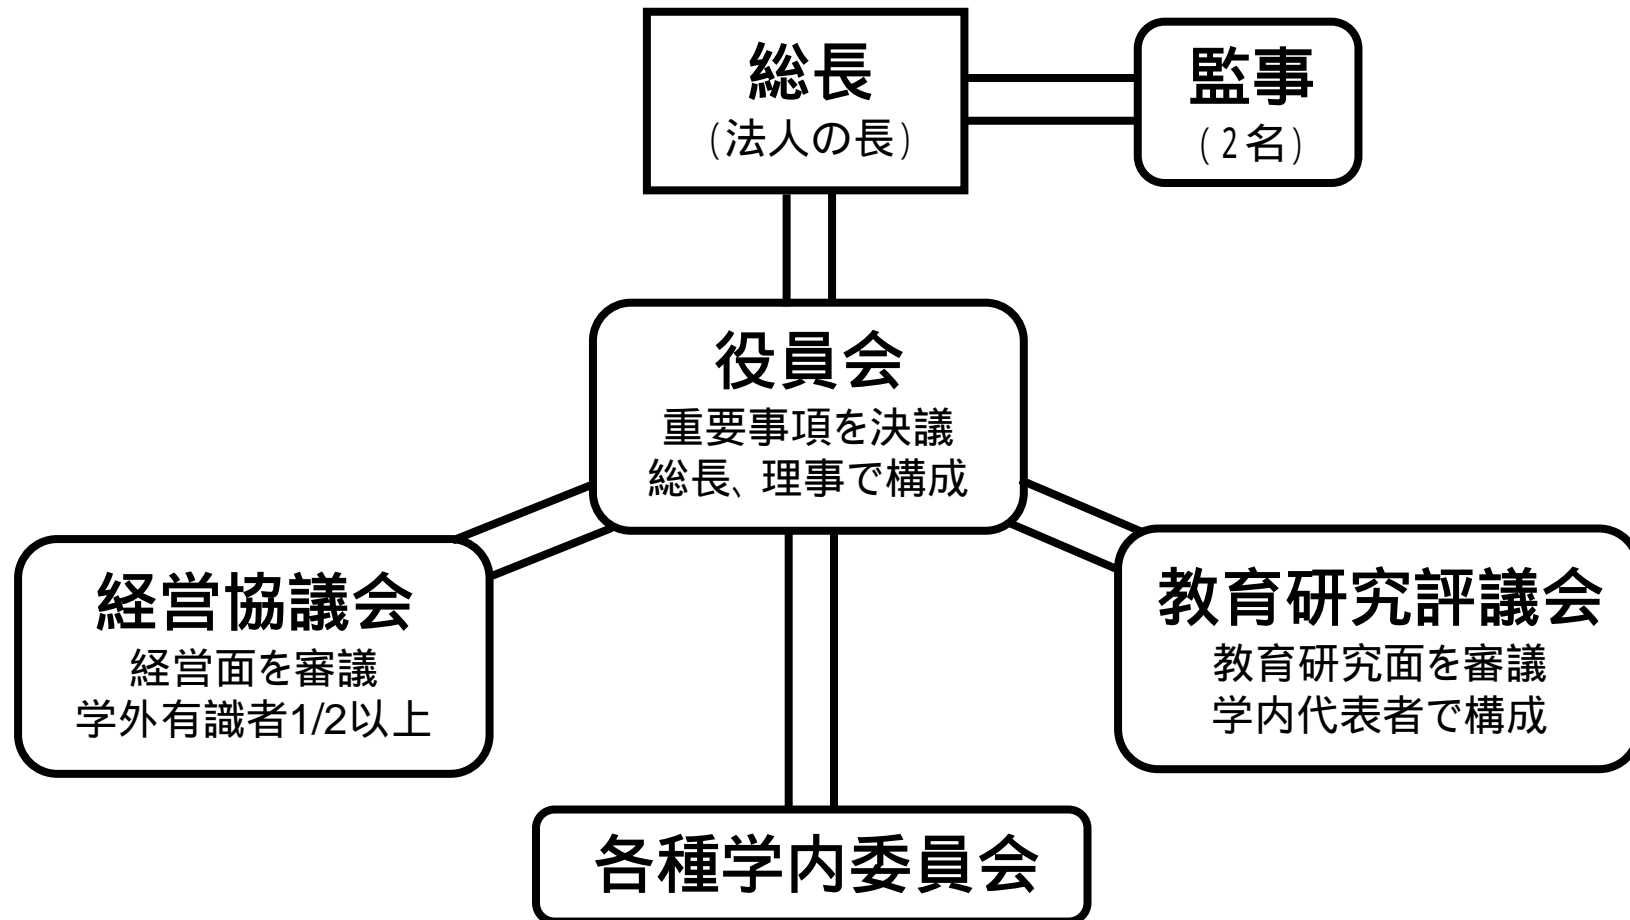 総長
(法人の長)
監事
(2名)
役員会
重要事項を決議
総長、理事で構成
経営協議会
経営面を審議
学外有識者1/2以上
教育研究評議会
教育研究面を審議
学内代表者で構成
各種学内委員会